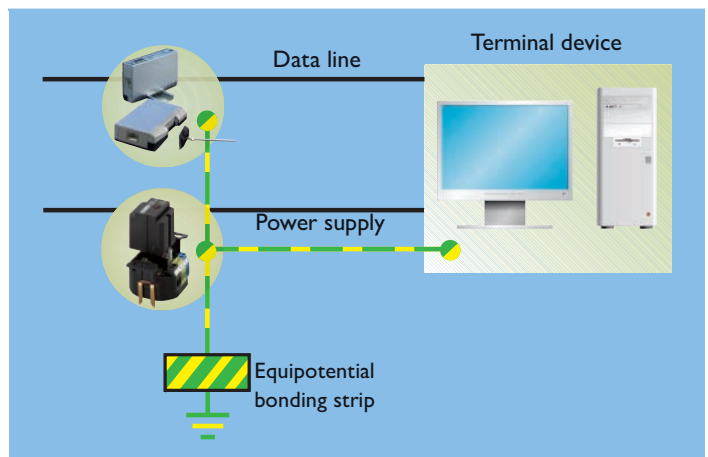 Terminal device
Data line
Power supply
Equipotential
bonding strip